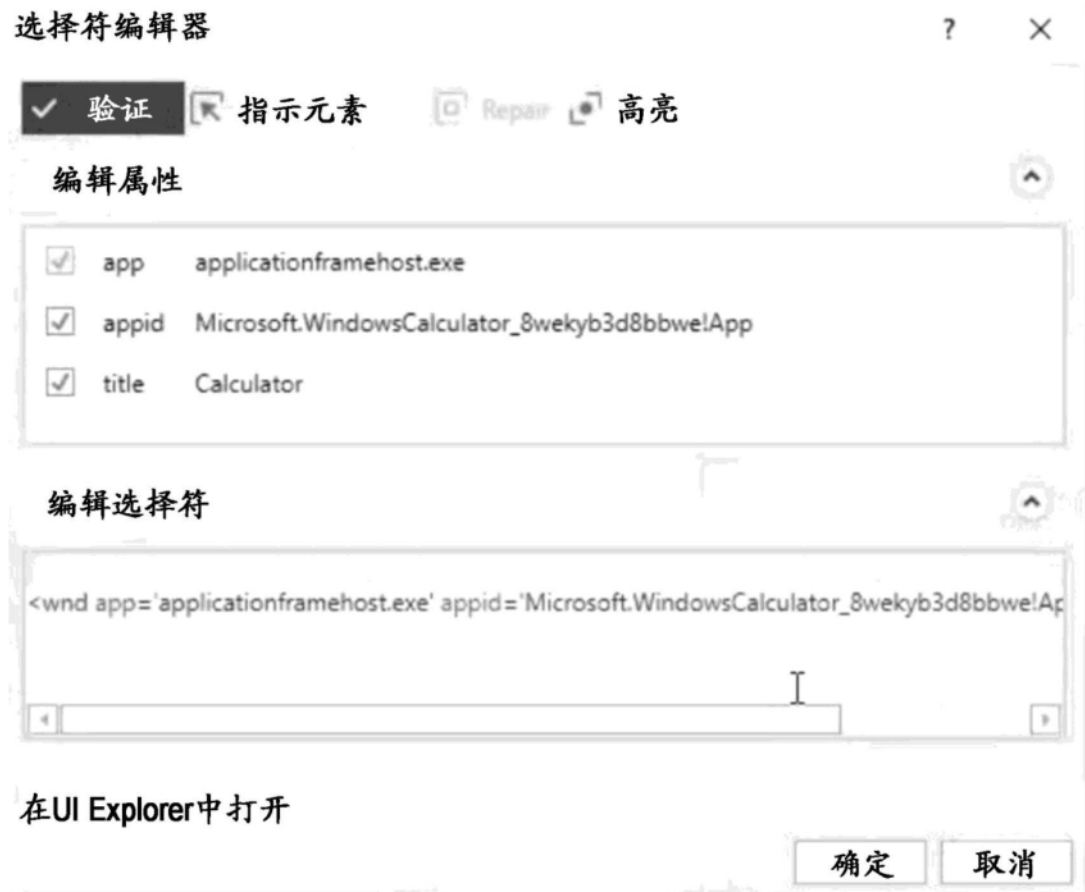 选择符编辑器 ? ×
验证 指示元素 Repair 高亮
编辑属性
app applicationframehost.exe
appid Microsoft.WindowsCalculator_8wekyb3d8bbwe!App
title Calculator
编辑选择符
<wnd app='applicationframehost.exe' appid='Microsoft.WindowsCalculator_8wekyb3d8bbwe!Ap
在UI Explorer中打开
确定 取消